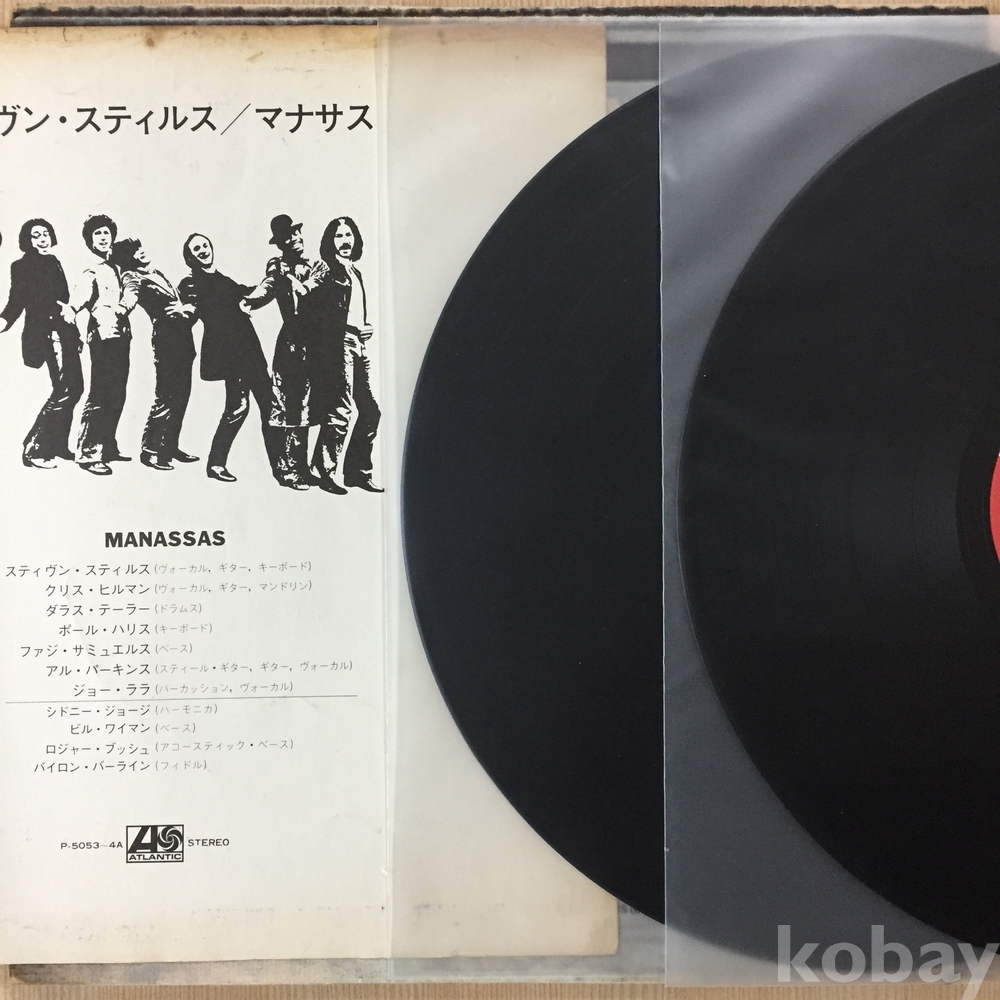 ヴン・スティルス／マナサス
MANASSAS
スティヴン・スティルス(ヴォーカル、ギター、キーボード)
クリス・ヒルマン(ヴォーカル、ギター、マンドリン)
ダラス・テーラー(ドラムス)
ポール・ハリス(キーボード)
ファジ・サミュエルス(ベース)
アル・パーキンス(スティール・ギター、ギター、ヴォーカル)
ジョー・ララ(パーカッション、ヴォーカル)
シドニー・ジョージ(ハーモニカ)
ビル・ワイマン(ベース)
ロジャー・ブッシュ(アコースティック・ベース)
バイロン・バーライン(フィドル)
P-5053~4A ATLANTIC STEREO
kobay